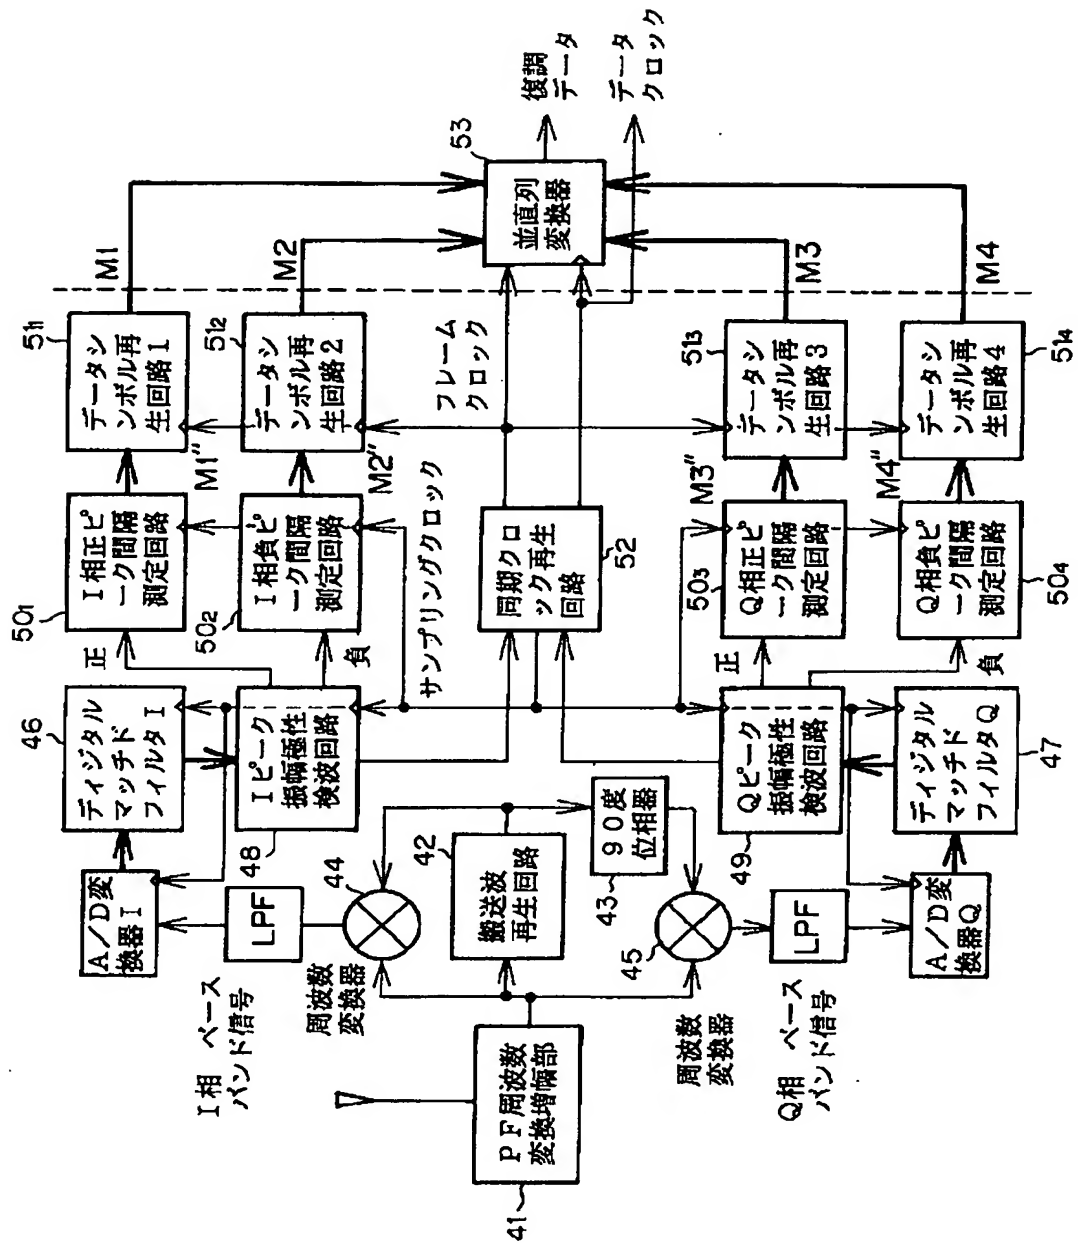 46
ディジタル
マッチド
フィルタI
A/D変
換器I
LPF
I相 ベース
バンド信号
48
Iピーク
振幅極性
検波回路
正
負
50₁
I相正ピ
ーク間隔
測定回路
50₂
I相負ピ
ーク間隔
測定回路
M1"
M2"
51₁
データシ
ンボル再
生回路1
51₂
データシ
ンボル再
生回路2
M1
M2
41
PF周波数
変換増幅部
周波数
変換器
44
42
搬送波
再生回路
43
90度
位相器
サンプリングクロック
同期クロ
ック再生
回路
52
フレーム
クロック
53
並直列
変換器
復調
データ
データ
クロック
周波数
変換器
45
LPF
Q相 ベース
バンド信号
A/D変
換器Q
47
ディジタル
マッチド
フィルタQ
49
Qピーク
振幅極性
検波回路
正
負
50₃
Q相正ピ
ーク間隔
測定回路
50₄
Q相負ピ
ーク間隔
測定回路
M3"
M4"
51₃
データシ
ンボル再
生回路3
51₄
データシ
ンボル再
生回路4
M3
M4